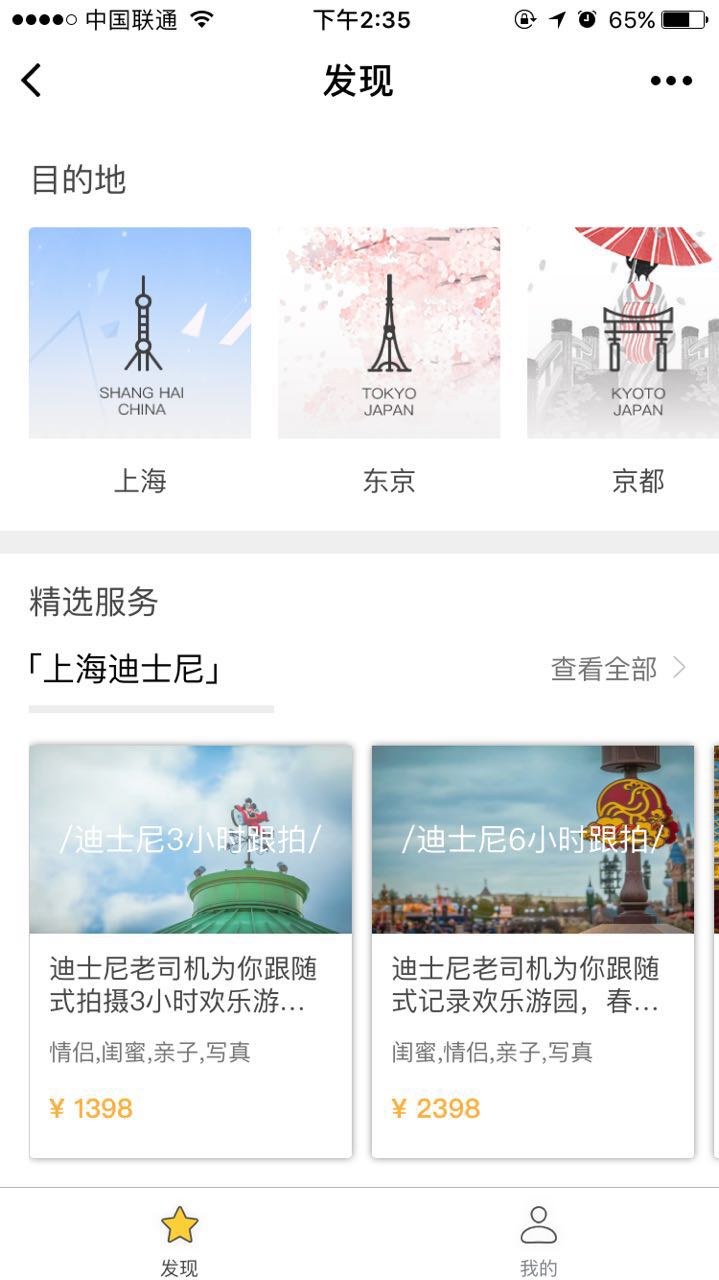 中国联通
下午2:35
65%
发现
目的地
SHANG HAI
CHINA
TOKYO
JAPAN
KYOTO
JAPAN
上海
东京
京都
精选服务
「上海迪士尼」
查看全部
/迪士尼3小时跟拍/
/迪士尼6小时跟拍/
迪士尼老司机为你跟随
式拍摄3小时欢乐游...
情侣,闺蜜,亲子,写真
¥ 1398
迪士尼老司机为你跟随
式记录欢乐游园，春...
闺蜜,情侣,亲子,写真
¥ 2398
发现
我的